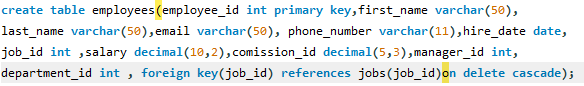 create table employees(employee_id int primary key,first_name varchar(50),
last_name varchar(50),email varchar(50), phone_number varchar(11),hire_date date,
job_id int ,salary decimal(10,2),comission_id decimal(5,3),manager_id int,
department_id int , foreign key(job_id) references jobs(job_id)on delete cascade);